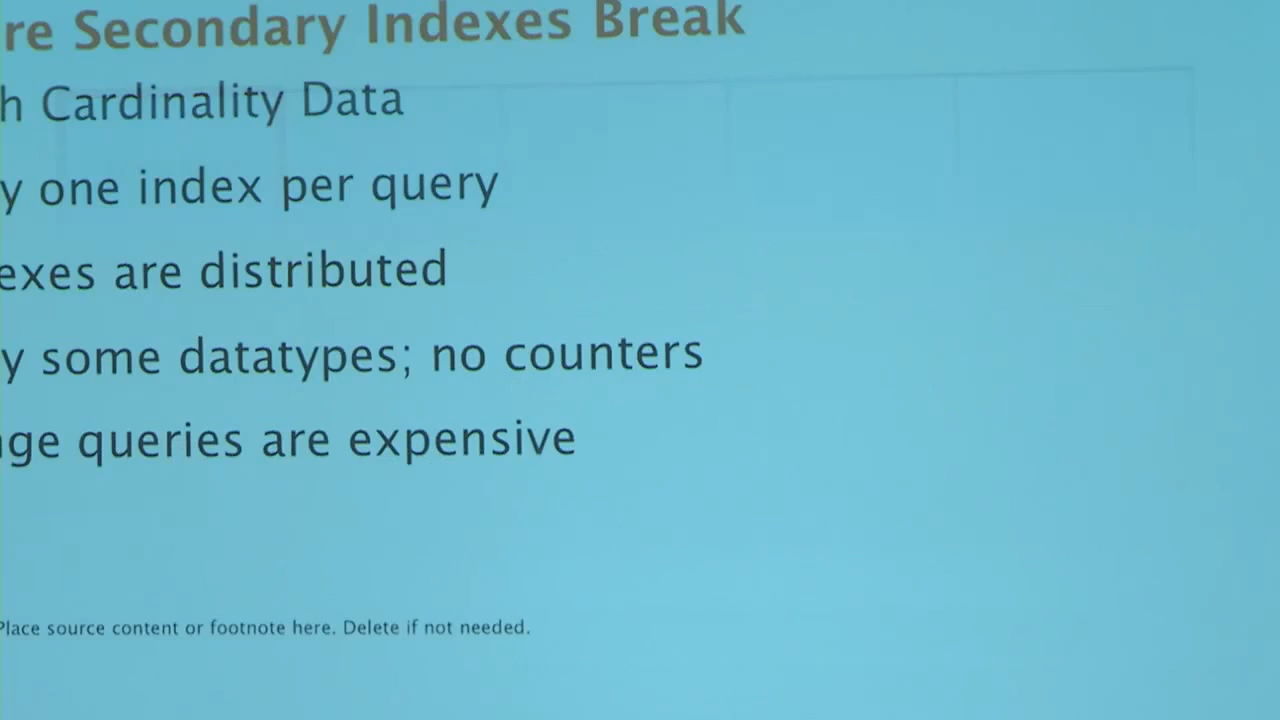 re Secondary Indexes Break
h Cardinality Data
y one index per query
exes are distributed
y some datatypes; no counters
ge queries are expensive
Place source content or footnote here. Delete if not needed.